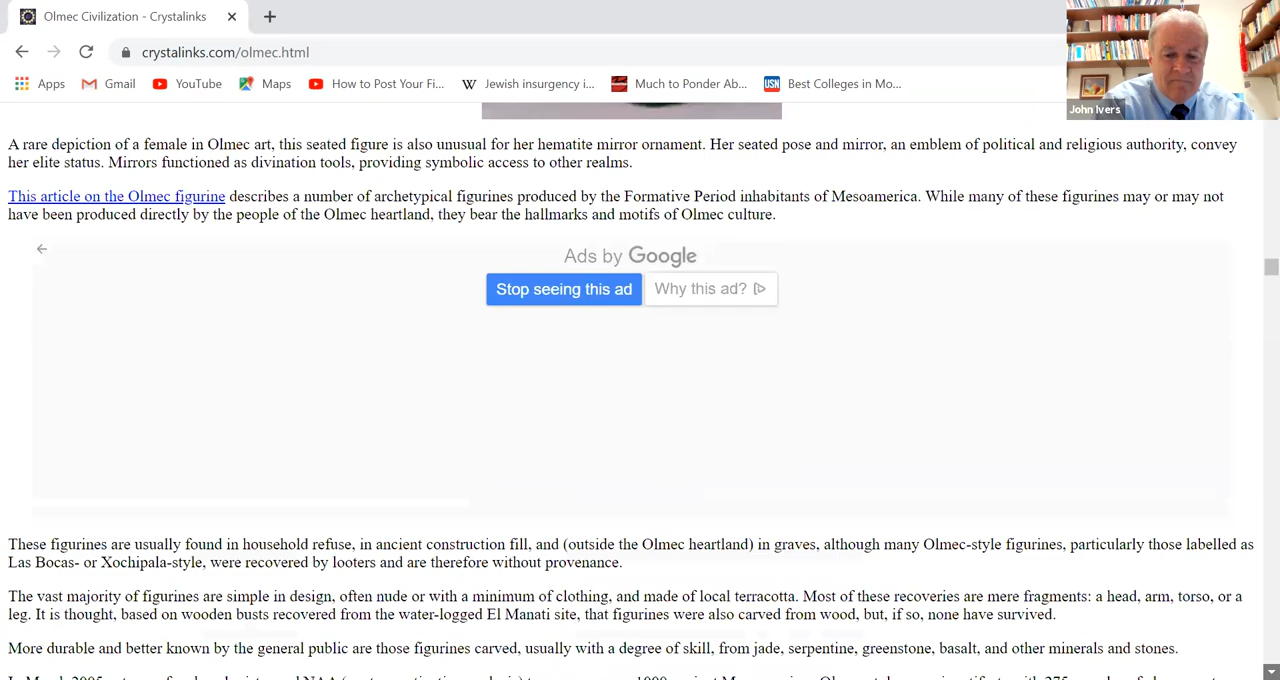 Olmec Civilization - Crystalinks
crystalinks.com/olmec.html
Apps Gmail YouTube Maps How to Post Your Fi... Jewish insurgency i... Much to Ponder Ab... Best Colleges in Mo...
John Ivers
A rare depiction of a female in Olmec art, this seated figure is also unusual for her hematite mirror ornament. Her seated pose and mirror, an emblem of political and religious authority, convey
her elite status. Mirrors functioned as divination tools, providing symbolic access to other realms.
This article on the Olmec figurine describes a number of archetypical figurines produced by the Formative Period inhabitants of Mesoamerica. While many of these figurines may or may not
have been produced directly by the people of the Olmec heartland, they bear the hallmarks and motifs of Olmec culture.
Ads by Google
Stop seeing this ad Why this ad?
These figurines are usually found in household refuse, in ancient construction fill, and (outside the Olmec heartland) in graves, although many Olmec-style figurines, particularly those labelled as
Las Bocas- or Xochipala-style, were recovered by looters and are therefore without provenance.
The vast majority of figurines are simple in design, often nude or with a minimum of clothing, and made of local terracotta. Most of these recoveries are mere fragments: a head, arm, torso, or a
leg. It is thought, based on wooden busts recovered from the water-logged El Manati site, that figurines were also carved from wood, but, if so, none have survived.
More durable and better known by the general public are those figurines carved, usually with a degree of skill, from jade, serpentine, greenstone, basalt, and other minerals and stones.